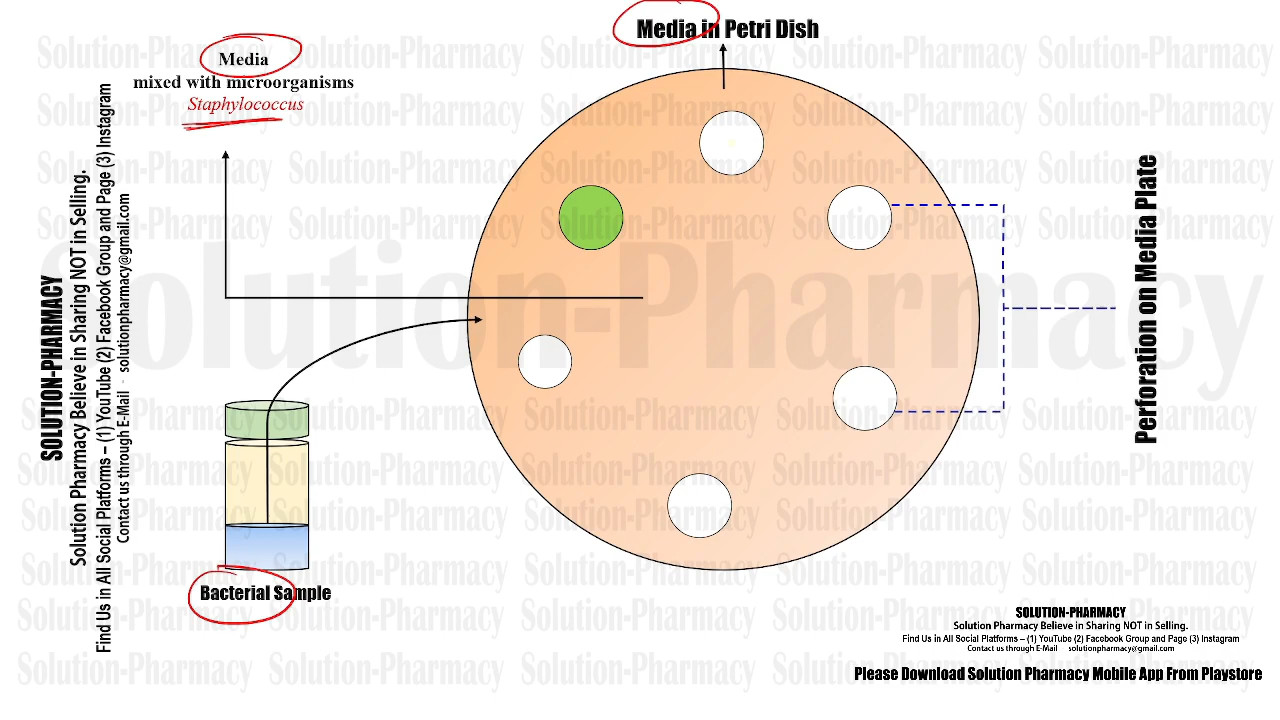 Media in Petri Dish
Media
mixed with microorganisms
Staphylococcus
SOLUTION-PHARMACY
Solution Pharmacy Believe in Sharing NOT in Selling.
Find Us in All Social Platforms – (1) YouTube (2) Facebook Group and Page (3) Instagram
Contact us through E-Mail - solutionpharmacy@gmail.com
Perforation on Media Plate
Bacterial Sample
SOLUTION-PHARMACY
Solution Pharmacy Believe in Sharing NOT in Selling.
Find Us in All Social Platforms – (1) YouTube (2) Facebook Group and Page (3) Instagram
Contact us through E-Mail solutionpharmacy@gmail.com
Please Download Solution Pharmacy Mobile App From Playstore
Solution-Pharmacy